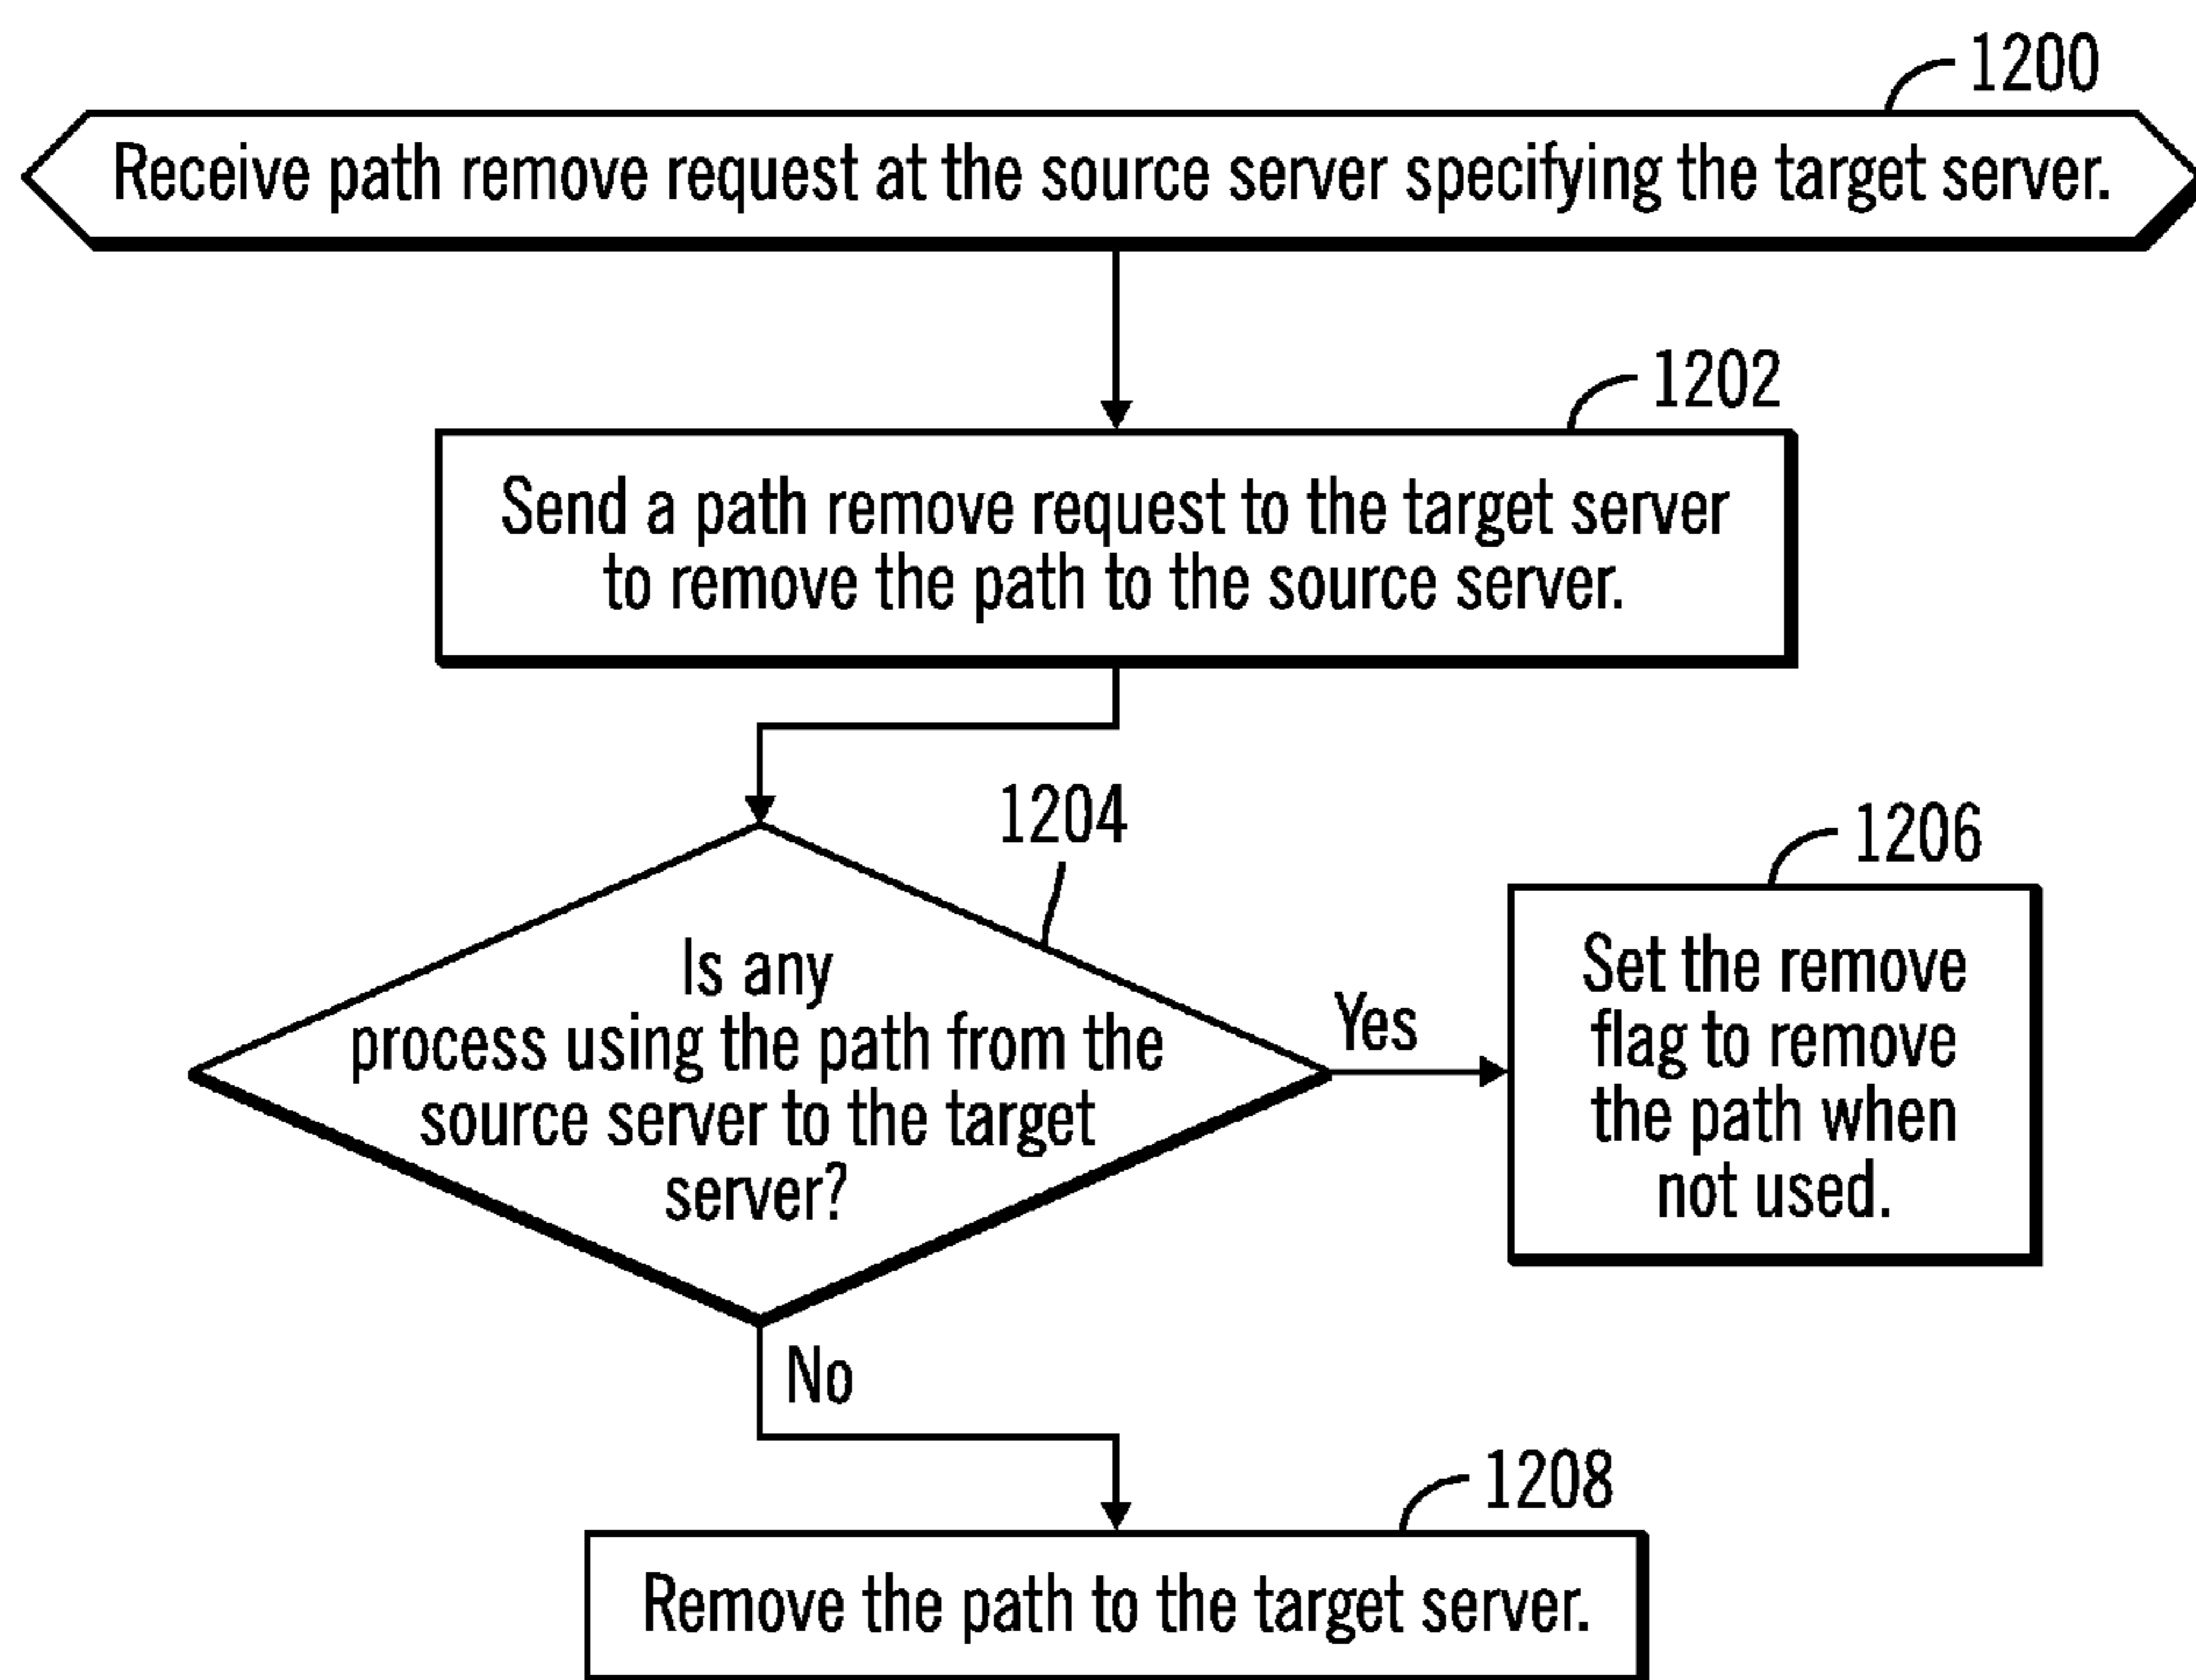 1200
Receive path remove request at the source server specifying the target server.
1202
Send a path remove request to the target server
to remove the path to the source server.
1204
Is any
process using the path from the
source server to the target
server?
Yes
1206
Set the remove
flag to remove
the path when
not used.
No
1208
Remove the path to the target server.